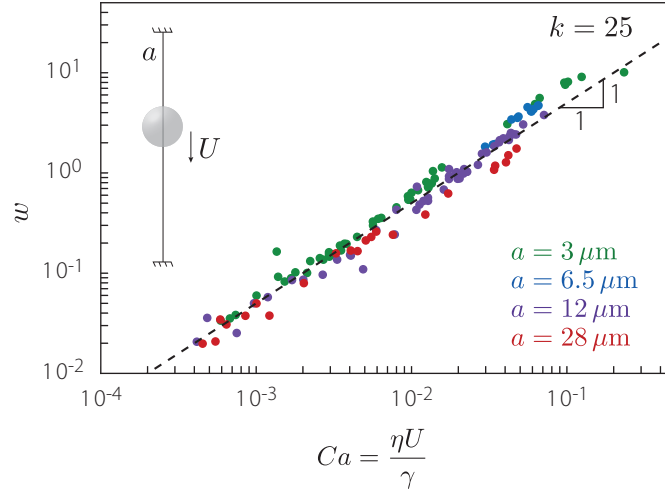 k = 25
a
U
1
1
w
10^1
10^0
10^-1
10^-2
a = 3 μm
a = 6.5 μm
a = 12 μm
a = 28 μm
10^-4
10^-3
10^-2
10^-1
Ca = ηU/γ